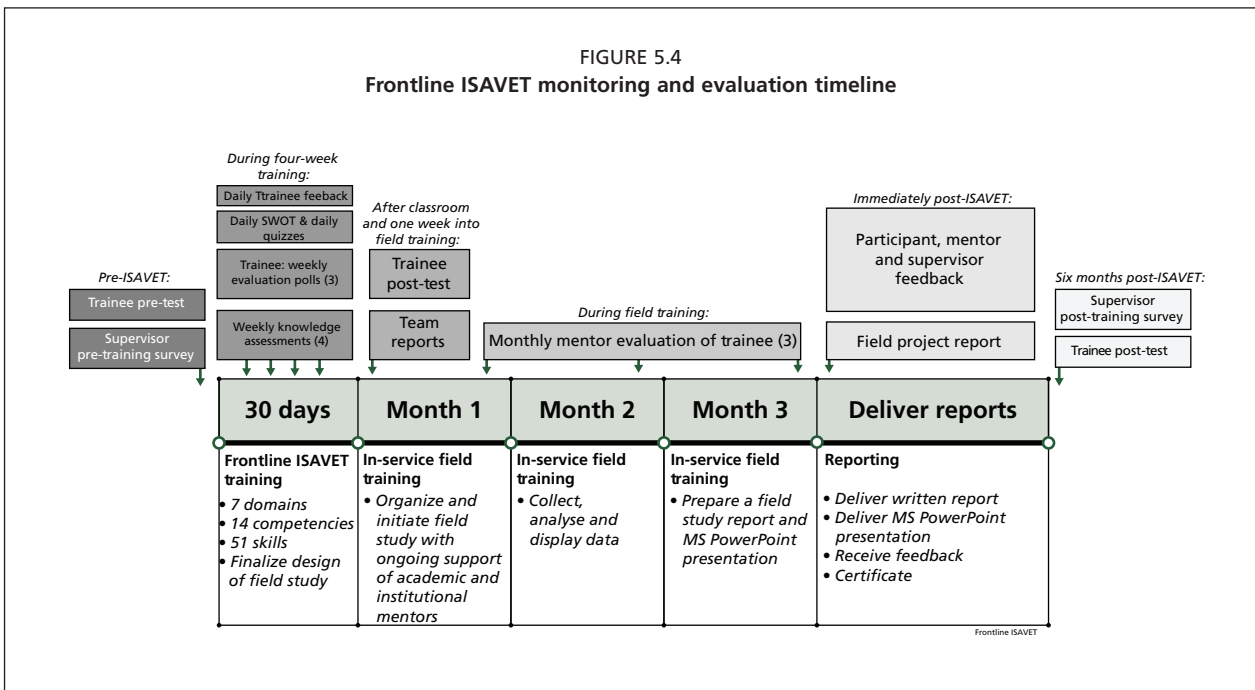 FIGURE 5.4
Frontline ISAVET monitoring and evaluation timeline
Pre-ISAVET:
Trainee pre-test
Supervisor
pre-training survey
During four-week
training:
Daily Ttrainee feeback
Daily SWOT & daily
quizzes
Trainee: weekly
evaluation polls (3)
Weekly knowledge
assessments (4)
After classroom
and one week into
field training:
Trainee
post-test
Team
reports
During field training:
Monthly mentor evaluation of trainee (3)
Immediately post-ISAVET:
Participant, mentor
and supervisor
feedback
Field project report
Six months post-ISAVET:
Supervisor
post-training survey
Trainee post-test
30 days
Month 1
Month 2
Month 3
Deliver reports
Frontline ISAVET
training
• 7 domains
• 14 competencies
• 51 skills
• Finalize design
of field study
In-service field
training
• Organize and
initiate field
study with
ongoing support
of academic and
institutional
mentors
In-service field
training
• Collect,
analyse and
display data
In-service field
training
• Prepare a field
study report and
MS PowerPoint
presentation
Reporting
• Deliver written report
• Deliver MS PowerPoint
presentation
• Receive feedback
• Certificate
Frontline ISAVET